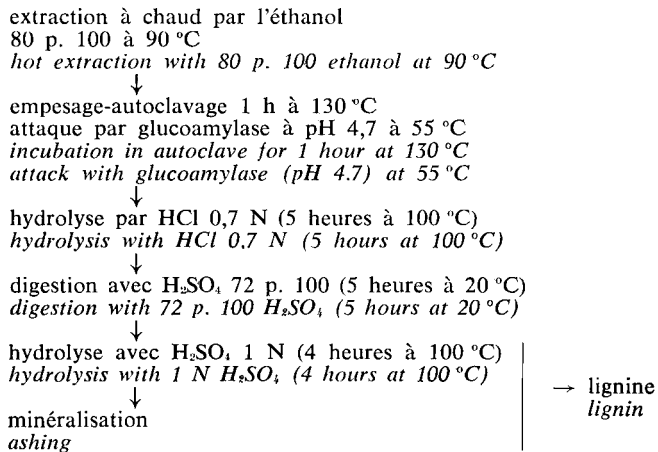 extraction à chaud par l'éthanol
80 p. 100 à 90 °C
hot extraction with 80 p. 100 ethanol at 90 °C
↓
empesage-autoclavage 1 h à 130 °C
attaque par glucoamylase à pH 4,7 à 55 °C
incubation in autoclave for 1 hour at 130 °C
attack with glucoamylase (pH 4.7) at 55 °C
↓
hydrolyse par HCl 0,7 N (5 heures à 100 °C)
hydrolysis with HCl 0,7 N (5 hours at 100 °C)
↓
digestion avec H₂SO₄ 72 p. 100 (5 heures à 20 °C)
digestion with 72 p. 100 H₂SO₄ (5 hours at 20 °C)
↓
hydrolyse avec H₂SO₄ 1 N (4 heures à 100 °C)
hydrolysis with 1 N H₂SO₄ (4 hours at 100 °C)
↓
minéralisation
ashing
→ lignine
lignin